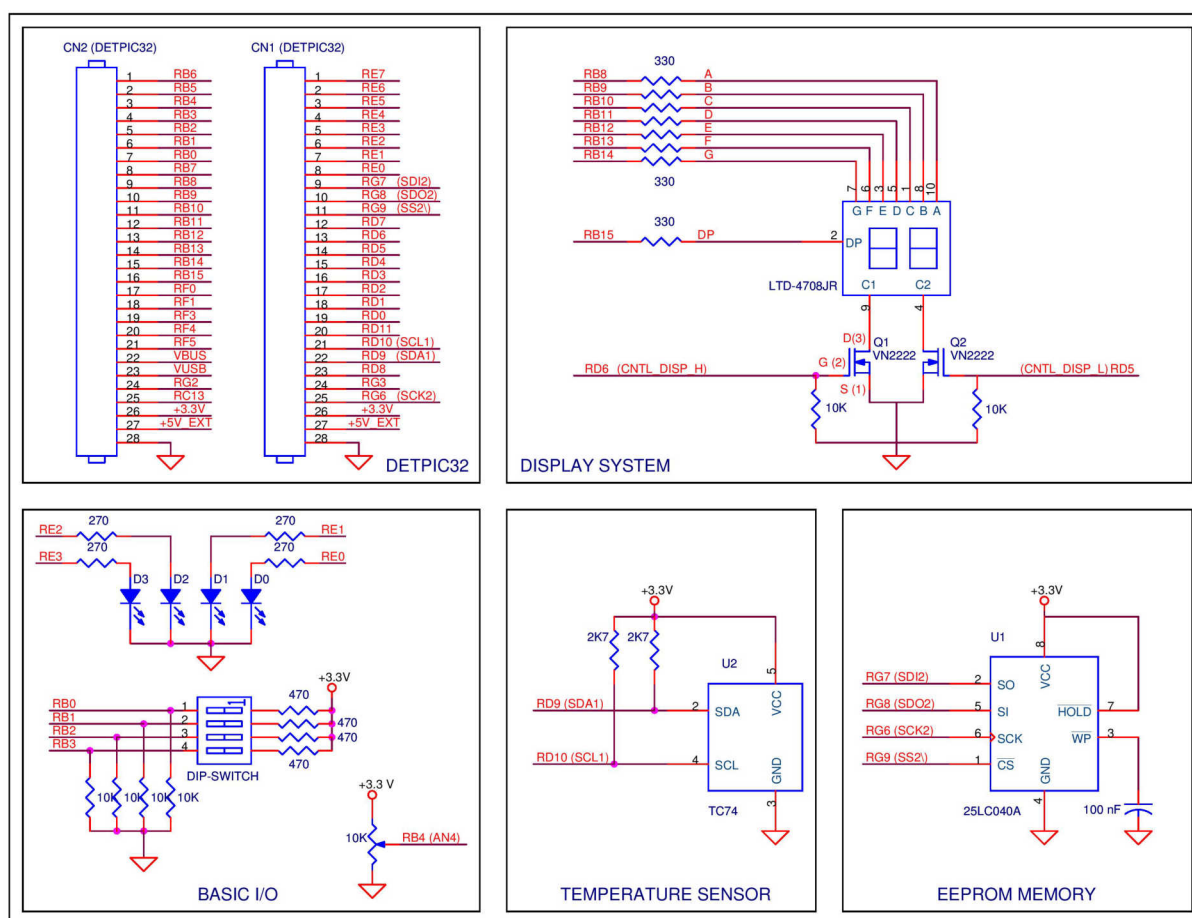 CN2 (DETPIC32)
1 RB6
2 RB5
3 RB4
4 RB3
5 RB2
6 RB1
7 RB0
8 RB7
9 RB8
10 RB9
11 RB10
12 RB11
13 RB12
14 RB13
15 RB14
16 RB15
17 RF0
18 RF1
19 RF3
20 RF4
21 RF5
22 VBUS
23 VUSB
24 RG2
25 RC13
26 +3.3V
27 +5V_EXT
28
CN1 (DETPIC32)
1 RE7
2 RE6
3 RE5
4 RE4
5 RE3
6 RE2
7 RE1
8 RE0
9 RG7 (SDI2)
10 RG8 (SDO2)
11 RG9 (SS2\)
12 RD7
13 RD6
14 RD5
15 RD4
16 RD3
17 RD2
18 RD1
19 RD0
20 RD11
21 RD10 (SCL1)
22 RD9 (SDA1)
23 RD8
24 RG3
25 RG6 (SCK2)
26 +3.3V
27 +5V_EXT
28
DETPIC32
330
RB8 A
RB9 B
RB10 C
RB11 D
RB12 E
RB13 F
RB14 G
330
7 6 3 5 1 8 10
G F E D C B A
330
RB15 DP 2 DP
LTD-4708JR C1 C2
9 4
D(3) Q1 Q2
VN2222 VN2222
G (2)
RD6 (CNTL_DISP_H) (CNTL_DISP_L) RD5
S (1)
10K 10K
DISPLAY SYSTEM
270 270
RE2 RE1
270 270
RE3 RE0
D3 D2 D1 D0
+3.3V
1
RB0 1 470
RB1 2 470
RB2 3 470
RB3 4 470
DIP-SWITCH
10K 10K 10K 10K
+3.3 V
10K RB4 (AN4)
BASIC I/O
+3.3V
2K7 2K7
U2
5
VCC
RD9 (SDA1) 2 SDA
RD10 (SCL1) 4 SCL
GND
3
TC74
TEMPERATURE SENSOR
+3.3V
U1
8
VCC
RG7 (SDI2) 2 SO
RG8 (SDO2) 5 SI HOLD 7
RG6 (SCK2) 6 SCK WP 3
RG9 (SS2\) 1 CS
GND
4
25LC040A 100 nF
EEPROM MEMORY